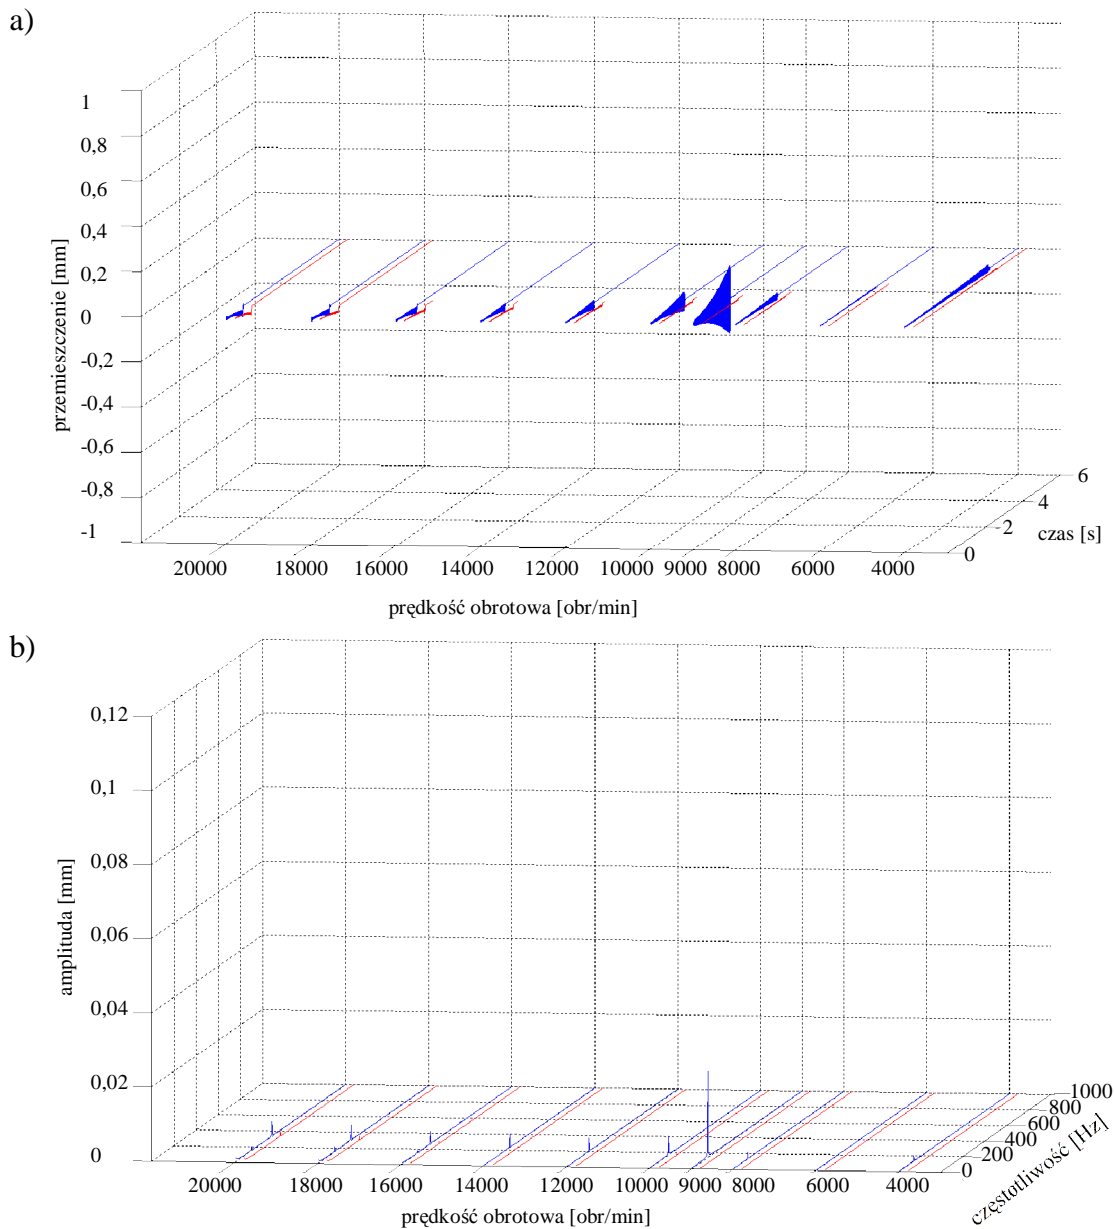 a)
1
0,8
0,6
0,4
0,2
0
-0,2
-0,4
-0,6
-0,8
-1
przemieszczenie [mm]
20000 18000 16000 14000 12000 10000 9000 8000 6000 4000
prędkość obrotowa [obr/min]
0 2 4 6
czas [s]
b)
0,12
0,1
0,08
0,06
0,04
0,02
0
amplituda [mm]
20000 18000 16000 14000 12000 10000 9000 8000 6000 4000
prędkość obrotowa [obr/min]
0 200 400 600 800 1000
częstotliwość [Hz]